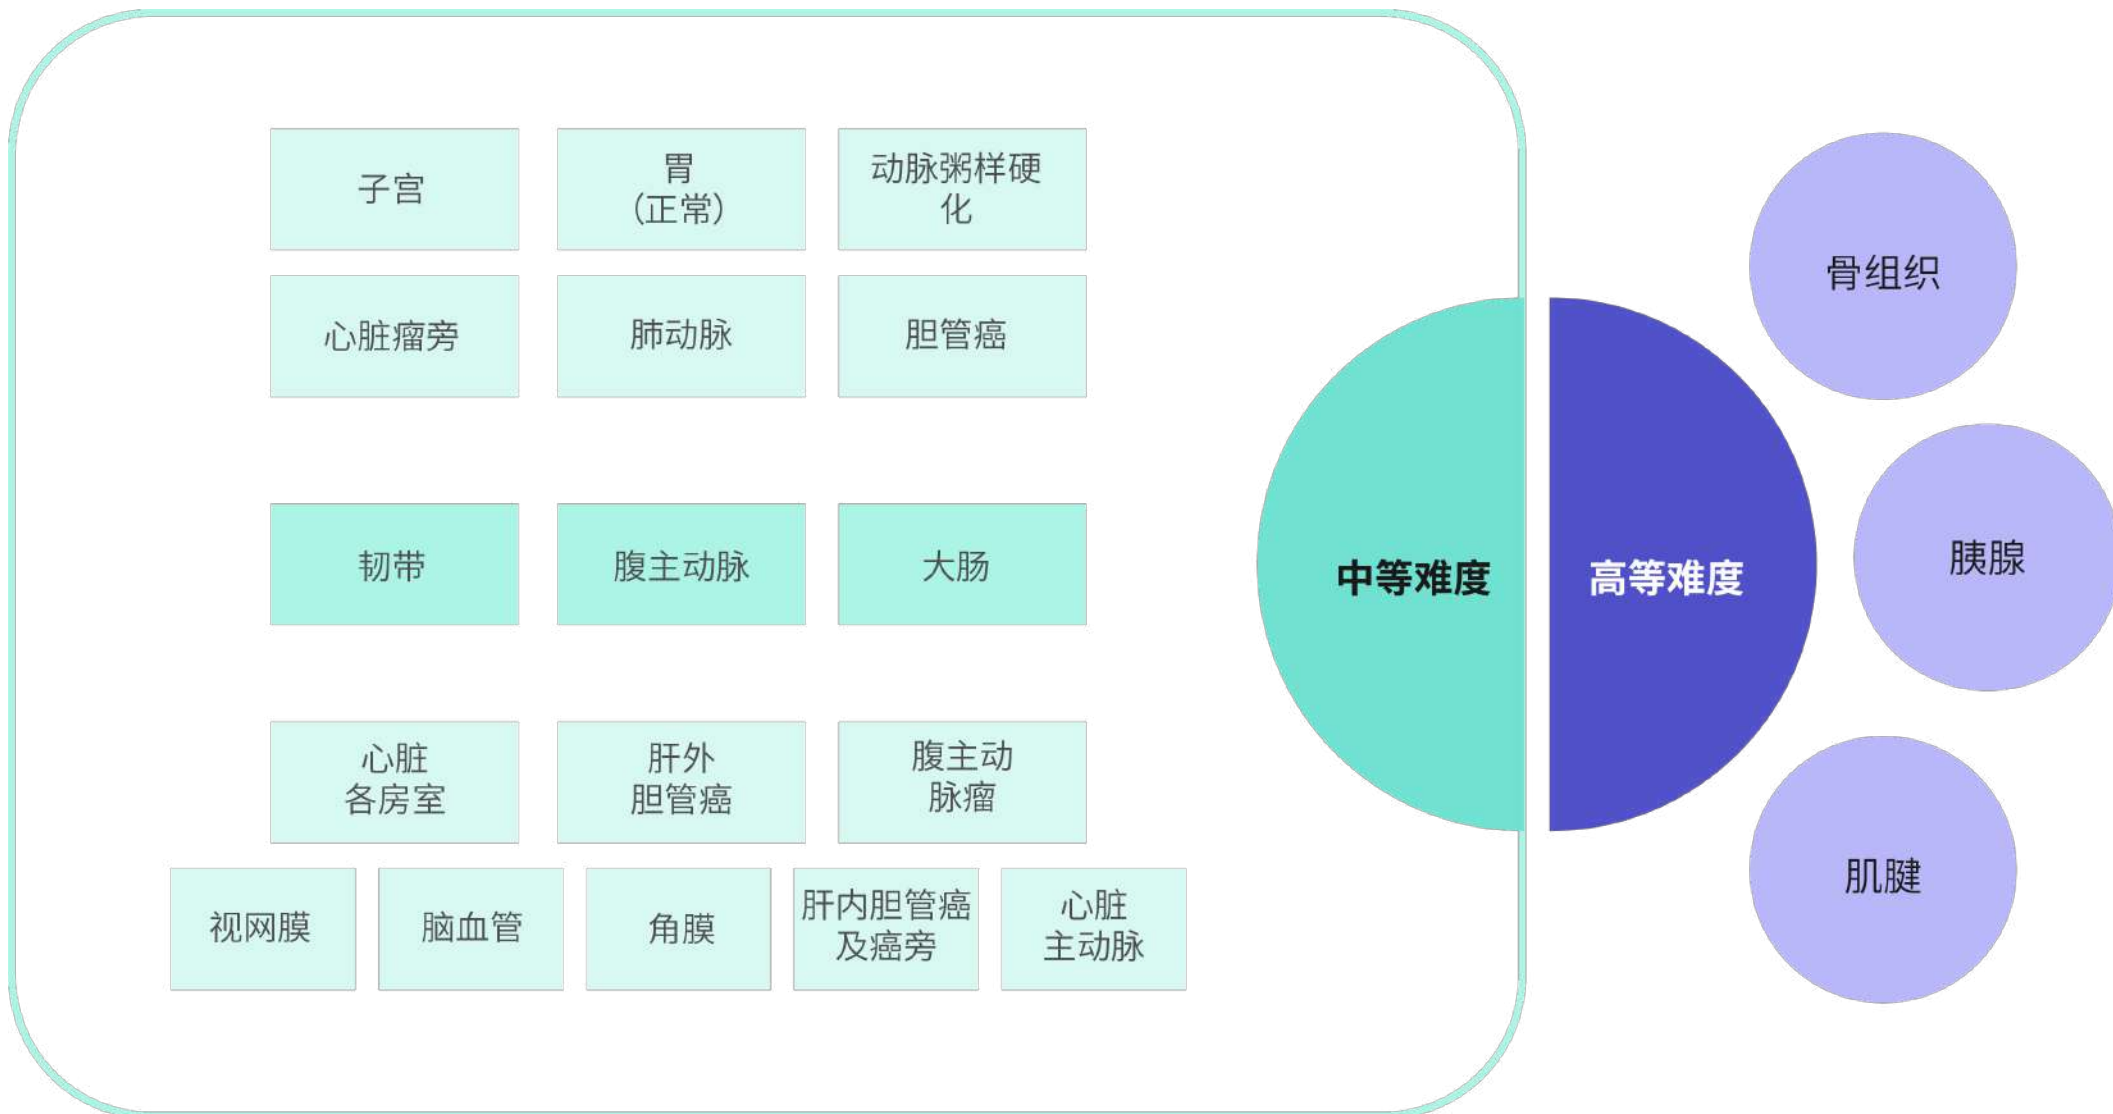 子宫
胃
（正常）
动脉粥样硬
化
心脏瘤旁
肺动脉
胆管癌
韧带
腹主动脉
大肠
心脏
各房室
肝外
胆管癌
腹主动
脉瘤
视网膜
脑血管
角膜
肝内胆管癌
及癌旁
心脏
主动脉
中等难度
高等难度
骨组织
胰腺
肌腱